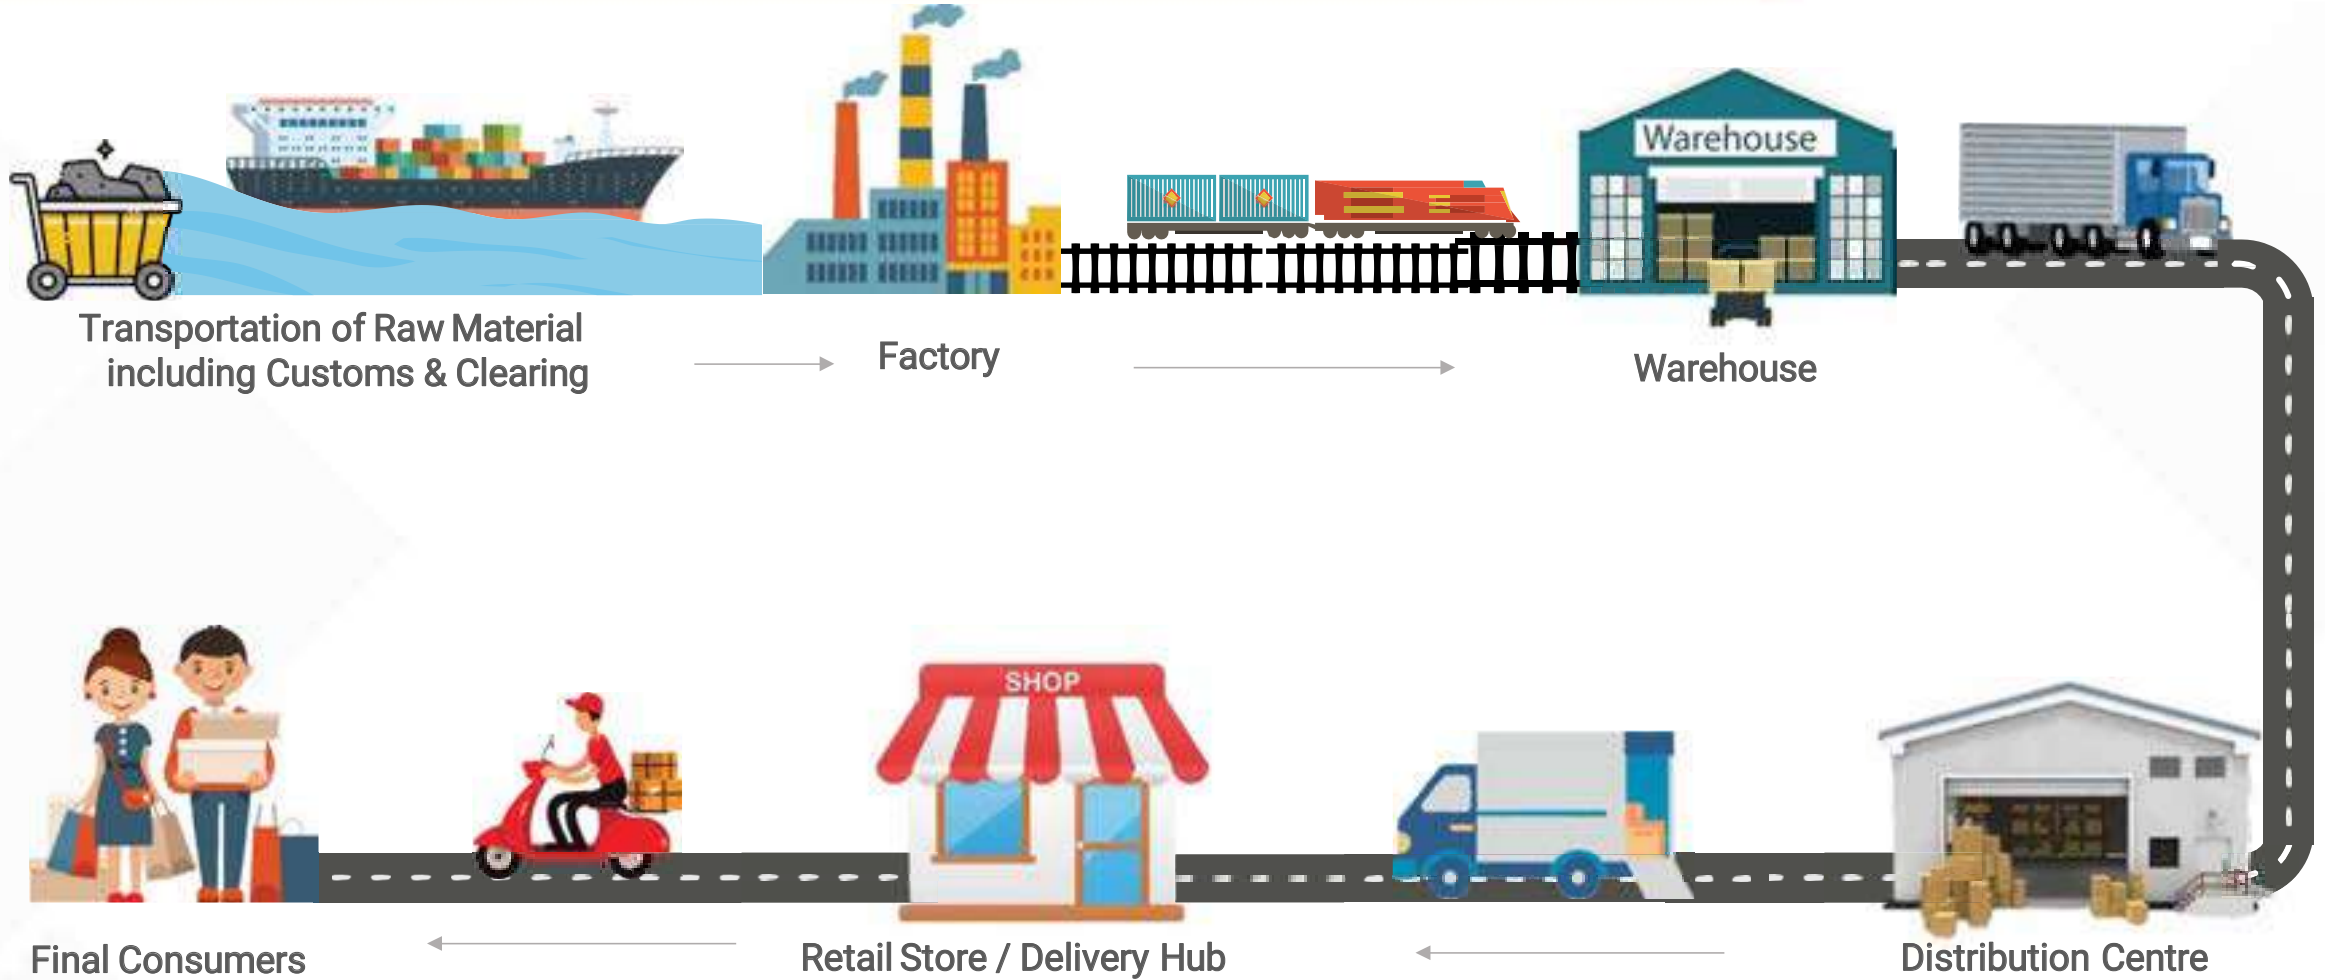 Warehouse
Transportation of Raw Material
including Customs & Clearing
Factory
Warehouse
SHOP
Final Consumers
Retail Store / Delivery Hub
Distribution Centre